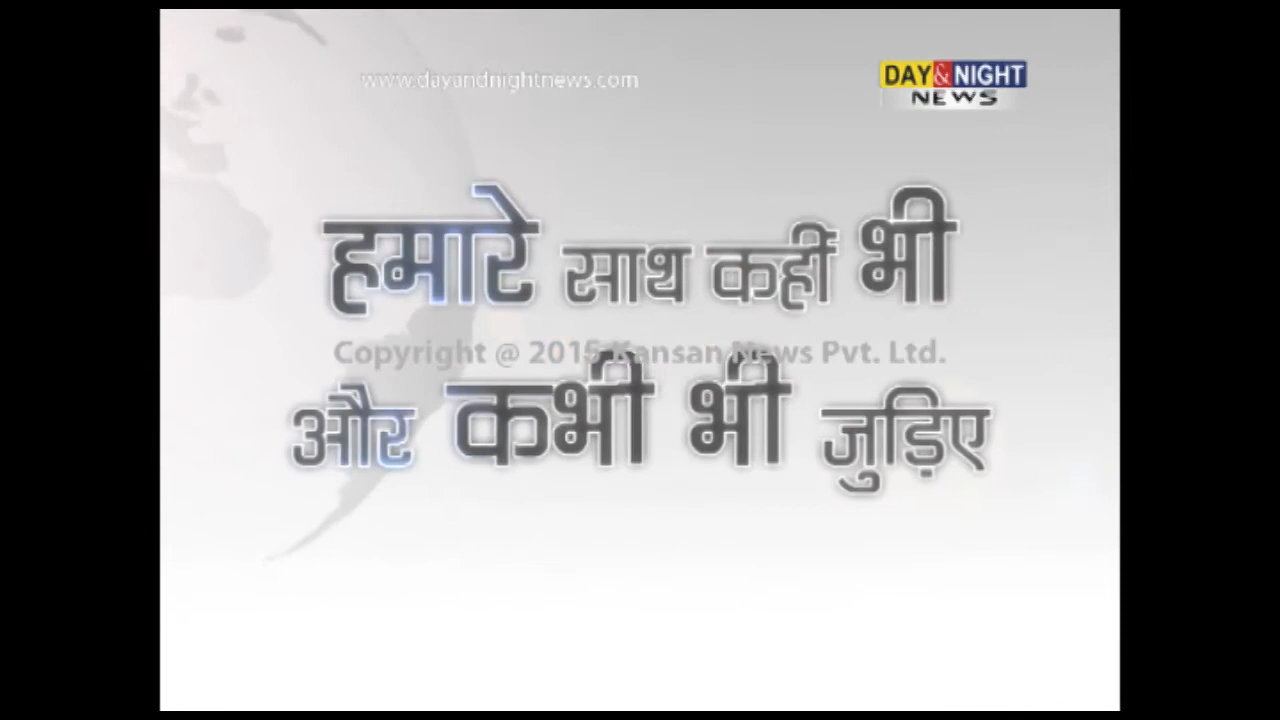 www.dayandnightnews.com
DAY&NIGHT
NEWS
हमारे साथ कहीं भी
Copyright @ 2015 Kansan News Pvt. Ltd.
और कभी भी जुड़िए